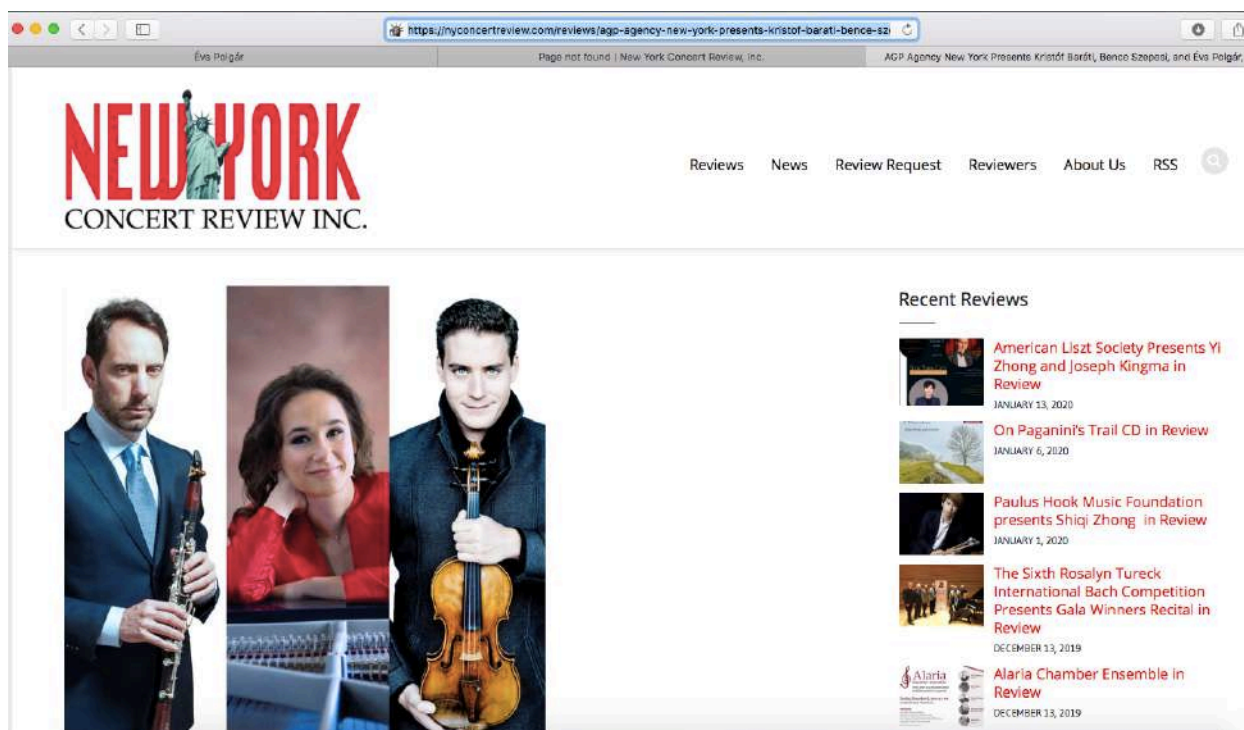 https://nyconcertreview.com/reviews/agp-agency-new-york-presents-kristof-barati-bence-sze
Éva Polgár
Page not found | New York Concert Review, Inc.
AGP Agency New York Presents Kristóf Baráti, Bence Szepesi, and Éva Polgár,
NEW YORK
CONCERT REVIEW INC.
Reviews News Review Request Reviewers About Us RSS
Recent Reviews
American Liszt Society Presents Yi
Zhong and Joseph Kingma in
Review
JANUARY 13, 2020
On Paganini's Trail CD in Review
JANUARY 6, 2020
Paulus Hook Music Foundation
presents Shiqi Zhong in Review
JANUARY 1, 2020
The Sixth Rosalyn Tureck
International Bach Competition
Presents Gala Winners Recital in
Review
DECEMBER 13, 2019
Alaria
Alaria Chamber Ensemble in
Review
DECEMBER 13, 2019